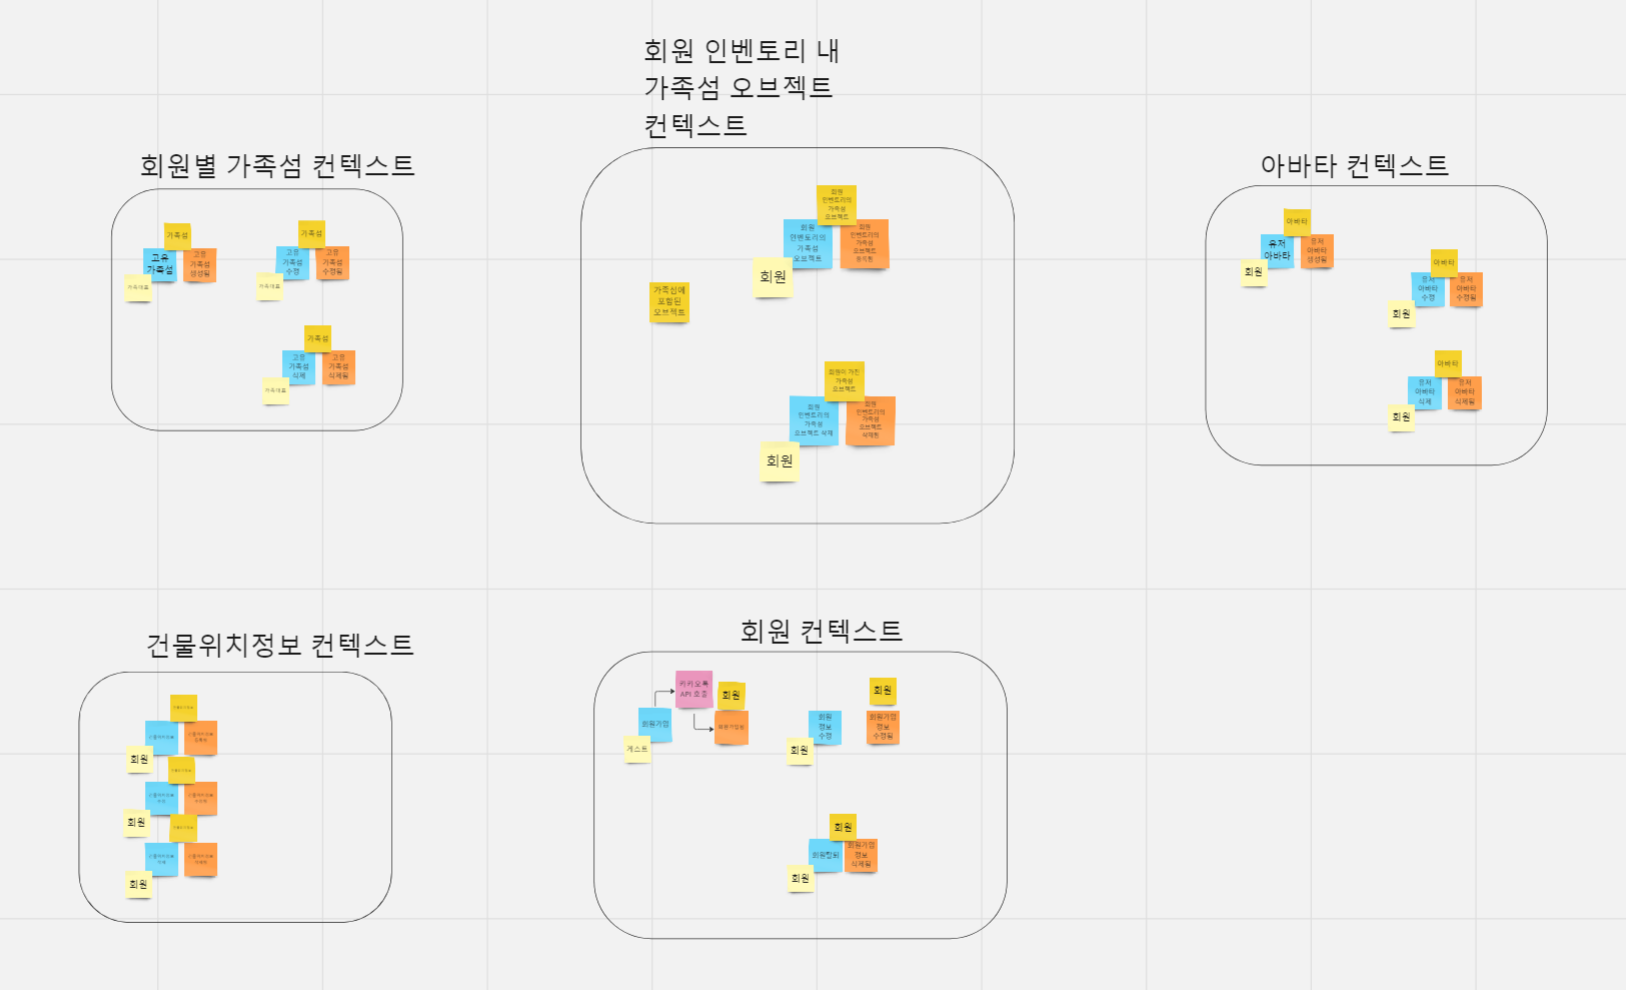 회원 인벤토리 내
가족섬 오브젝트
컨텍스트
회원별 가족섬 컨텍스트
아바타 컨텍스트
가족섬
고유
가족섬
고유
가족섬
생성됨
가족대표
가족섬
고유
가족섬
수정
고유
가족섬
수정됨
가족대표
가족섬
고유
가족섬
삭제
고유
가족섬
삭제됨
가족대표
회원
인벤토리의
가족섬
오브젝트
회원
인벤토리의
가족섬
오브젝트
회원
인벤토리의
가족섬
오브젝트
회원
가족섬에
포함된
오브젝트
회원이 가진
가족섬
오브젝트
회원
인벤토리의
가족섬
오브젝트 삭제
회원
인벤토리의
가족섬
오브젝트
회원
아바타
유저
아바타
유저
아바타
생성됨
회원
아바타
유저
아바타
수정
유저
아바타
수정됨
회원
아바타
유저
아바타
삭제
유저
아바타
삭제됨
회원
건물위치정보 컨텍스트
회원
회원
회원
회원 컨텍스트
카카오톡
API 호출
회원
회원가입
게스트
회원
정보
수정
회원
회원
회원가입
정보
수정됨
회원
회원탈퇴
회원가입
정보
삭제됨
회원